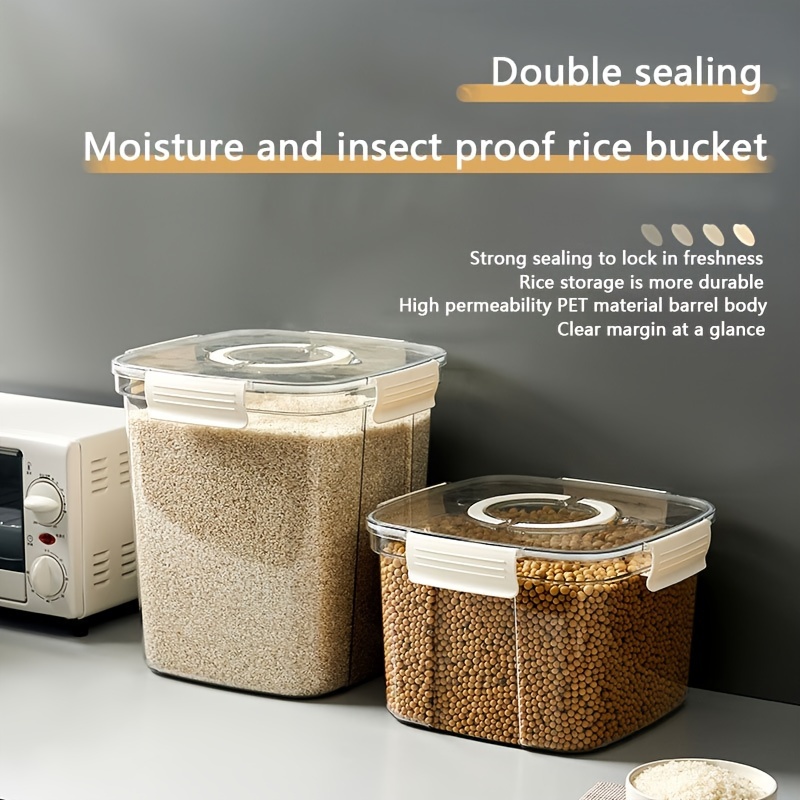 Double sealing
Moisture and insect proof rice bucket
Strong sealing to lock in freshness
Rice storage is more durable
High permeability PET material barrel body
Clear margin at a glance